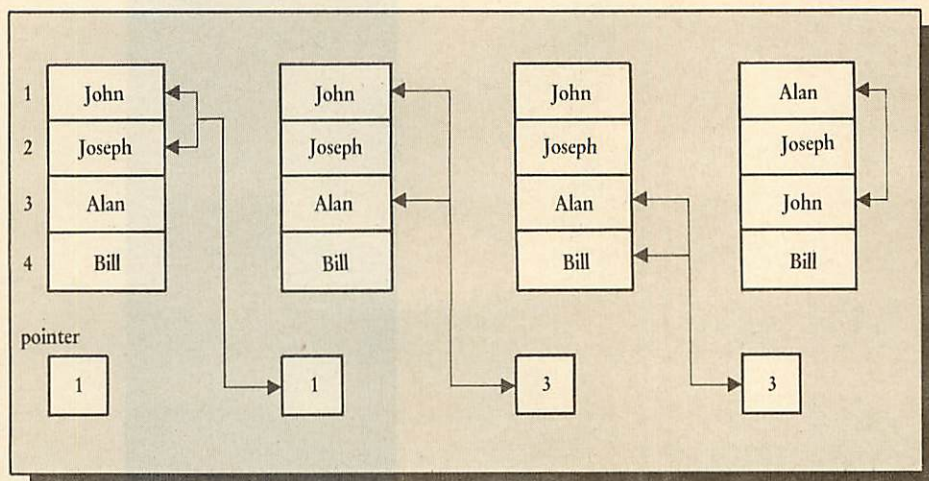 1 John John John Alan
2 Joseph Joseph Joseph Joseph
3 Alan Alan Alan John
4 Bill Bill Bill Bill
pointer
1 1 3 3